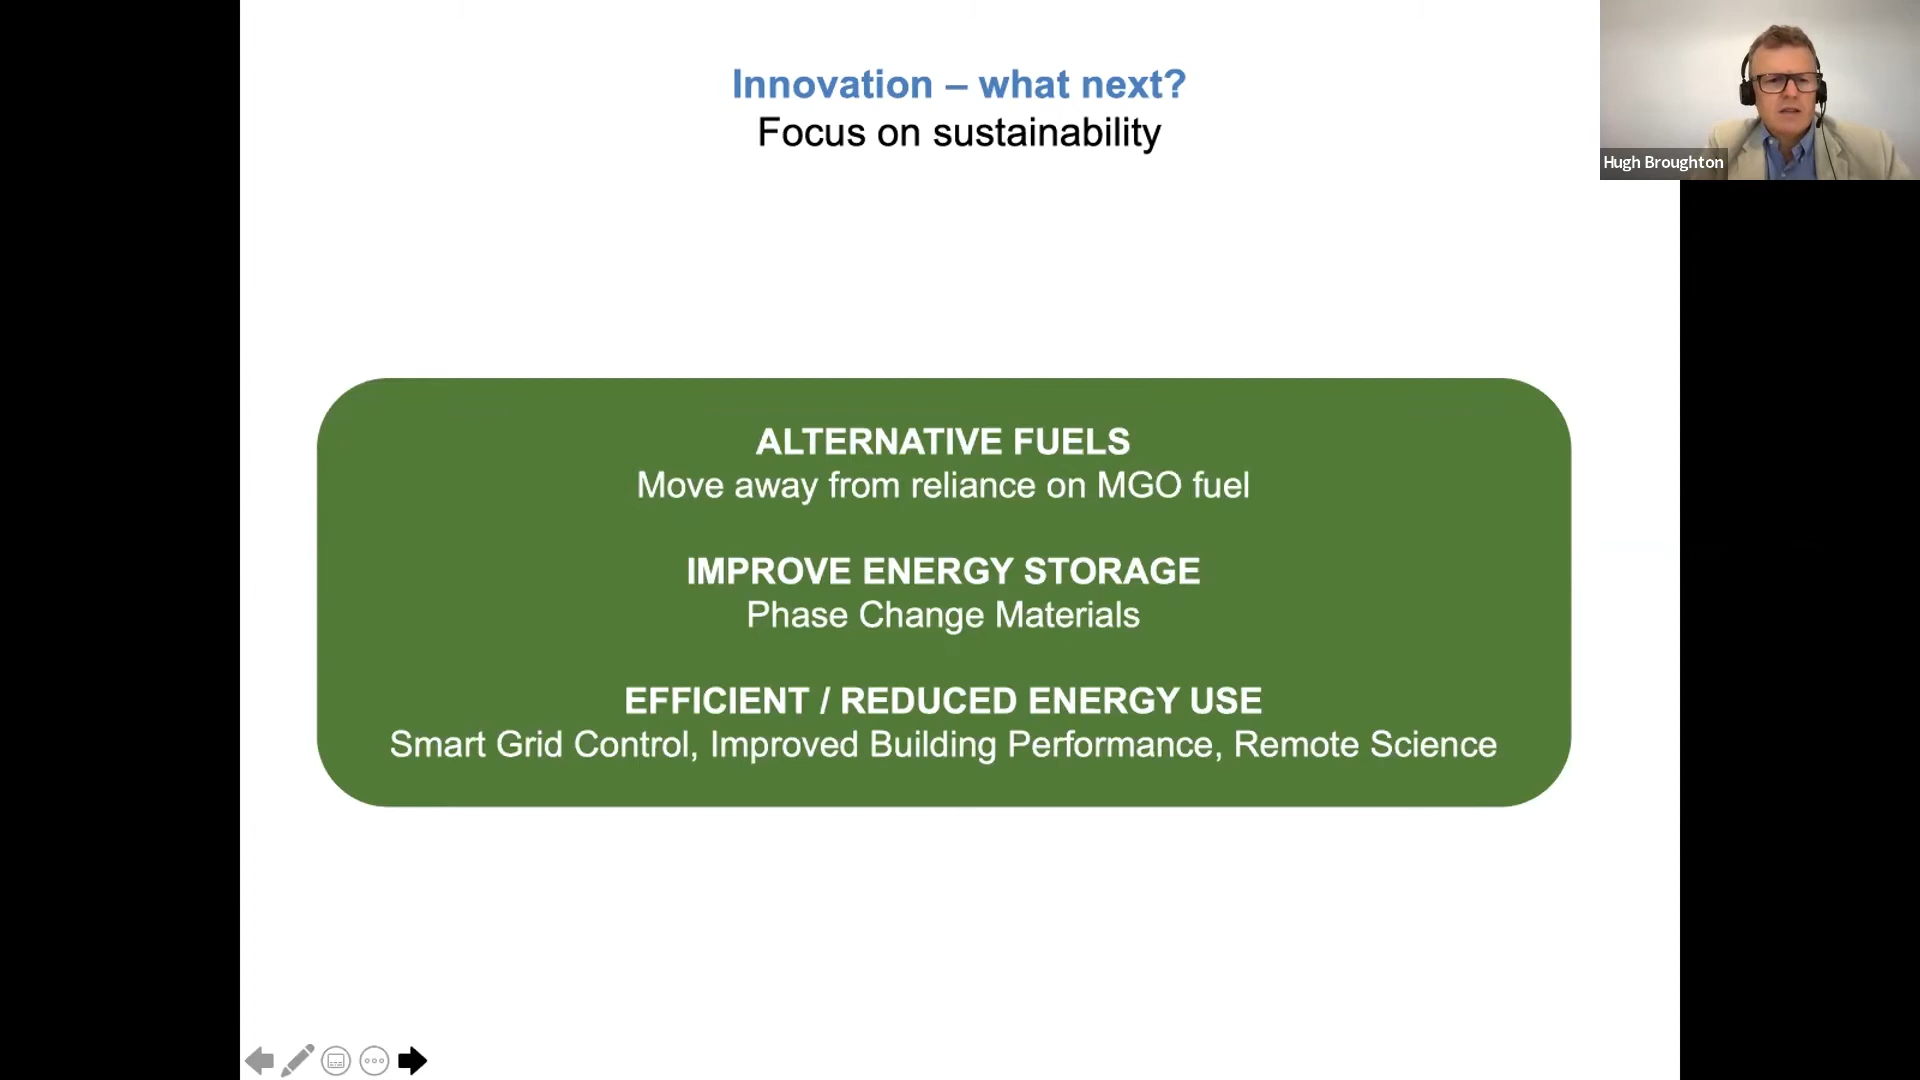 Innovation – what next?
Focus on sustainability
Hugh Broughton
ALTERNATIVE FUELS
Move away from reliance on MGO fuel
IMPROVE ENERGY STORAGE
Phase Change Materials
EFFICIENT / REDUCED ENERGY USE
Smart Grid Control, Improved Building Performance, Remote Science